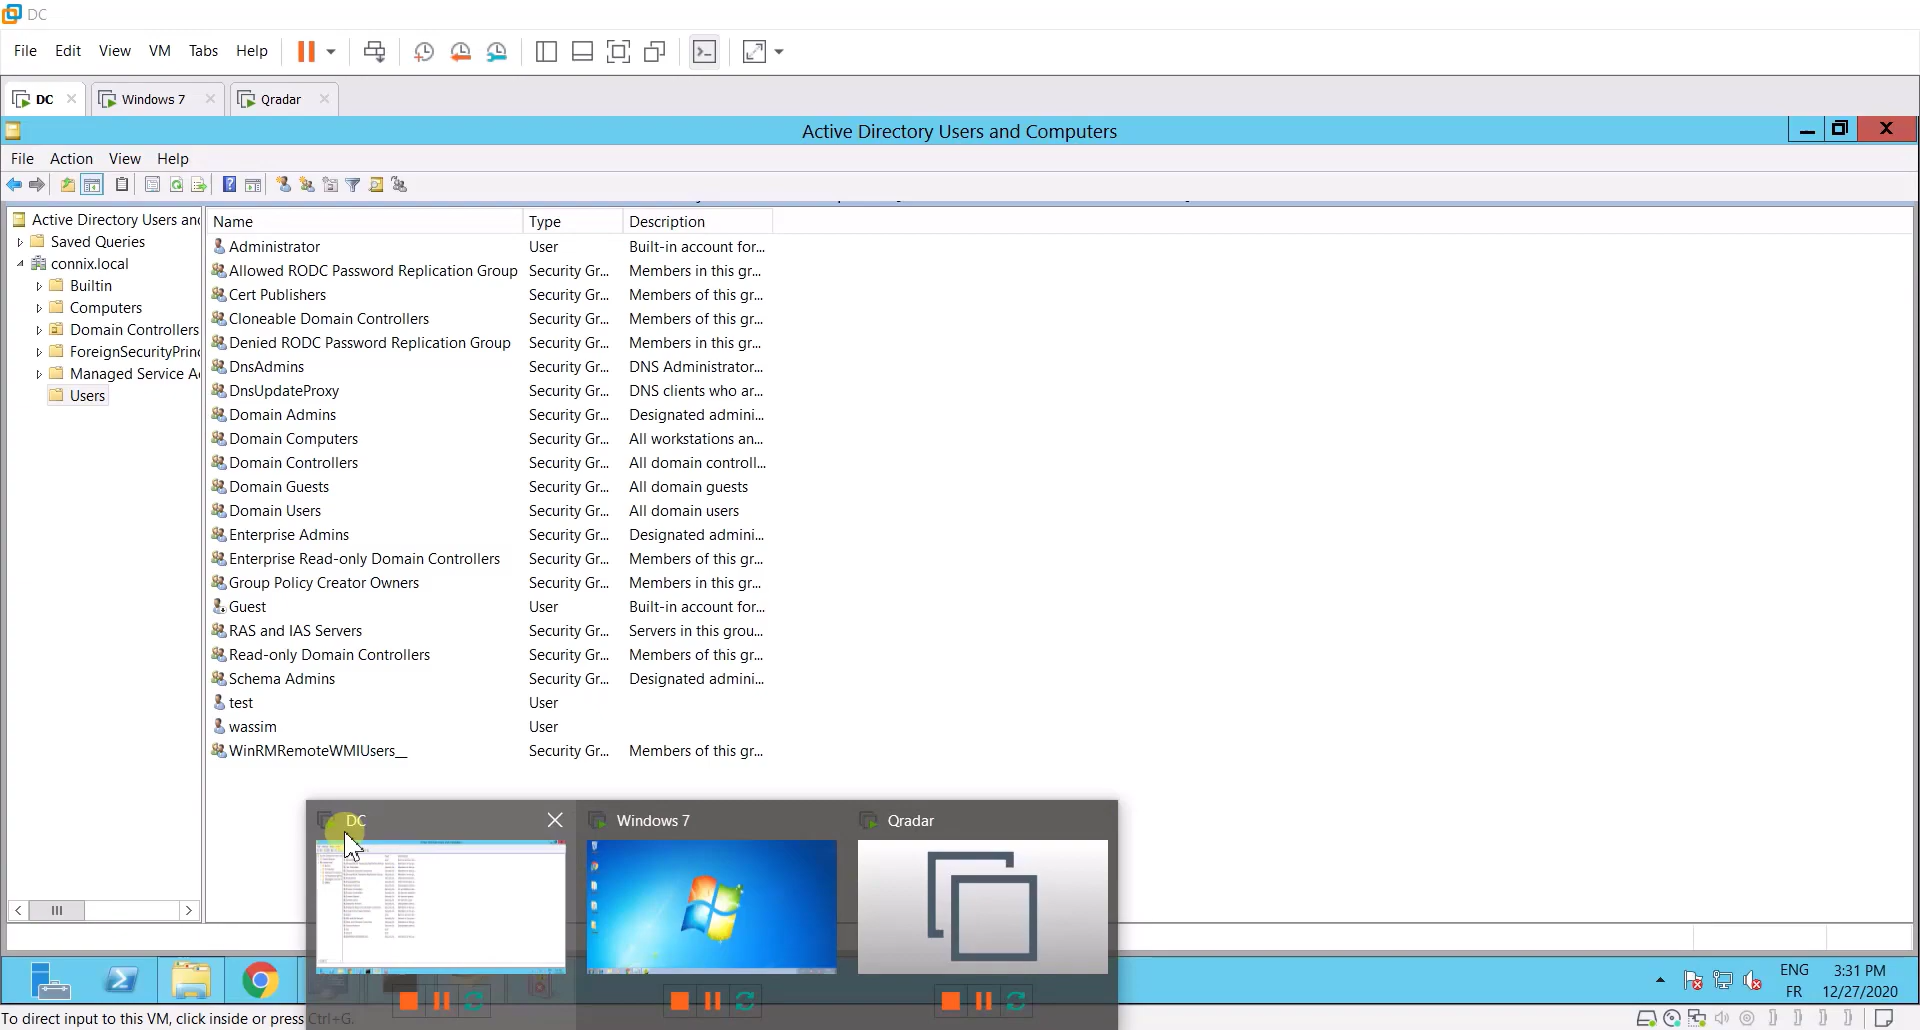 DC
File Edit View VM Tabs Help
DC Windows 7 Qradar
Active Directory Users and Computers
File Action View Help
Active Directory Users an
Saved Queries
connix.local
Builtin
Computers
Domain Controllers
ForeignSecurityPrin
Managed Service A
Users
Name Type Description
Administrator User Built-in account for...
Allowed RODC Password Replication Group Security Gr... Members in this gr...
Cert Publishers Security Gr... Members of this gr...
Cloneable Domain Controllers Security Gr... Members of this gr...
Denied RODC Password Replication Group Security Gr... Members in this gr...
DnsAdmins Security Gr... DNS Administrator...
DnsUpdateProxy Security Gr... DNS clients who ar...
Domain Admins Security Gr... Designated admini...
Domain Computers Security Gr... All workstations an...
Domain Controllers Security Gr... All domain controll...
Domain Guests Security Gr... All domain guests
Domain Users Security Gr... All domain users
Enterprise Admins Security Gr... Designated admini...
Enterprise Read-only Domain Controllers Security Gr... Members of this gr...
Group Policy Creator Owners Security Gr... Members in this gr...
Guest User Built-in account for...
RAS and IAS Servers Security Gr... Servers in this grou...
Read-only Domain Controllers Security Gr... Members of this gr...
Schema Admins Security Gr... Designated admini...
test User
wassim User
WinRMRemoteWMIUsers__ Security Gr... Members of this gr...
DC Windows 7 Qradar
ENG 3:31 PM
FR 12/27/2020
To direct input to this VM, click inside or press Ctrl+G.